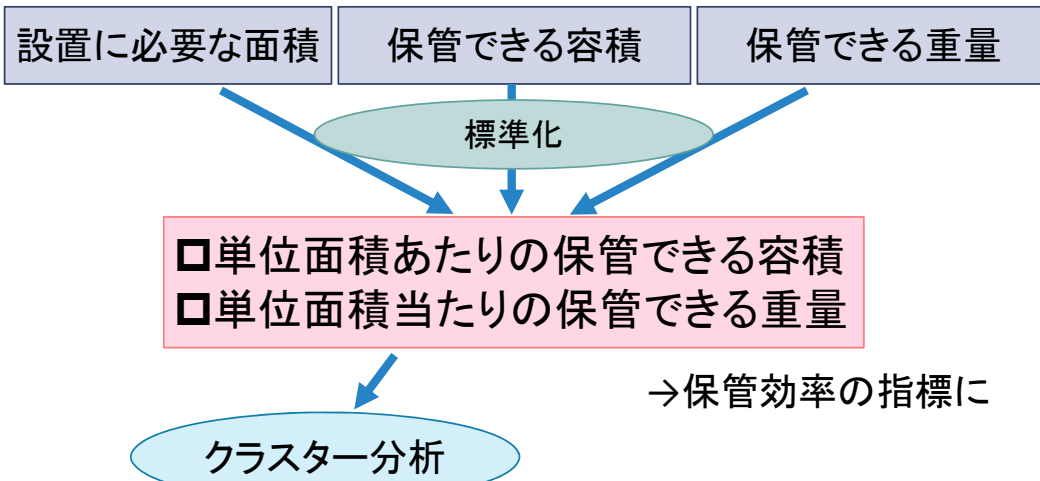 設置に必要な面積
保管できる容積
保管できる重量
標準化
単位面積あたりの保管できる容積
単位面積当たりの保管できる重量
→保管効率の指標に
クラスター分析